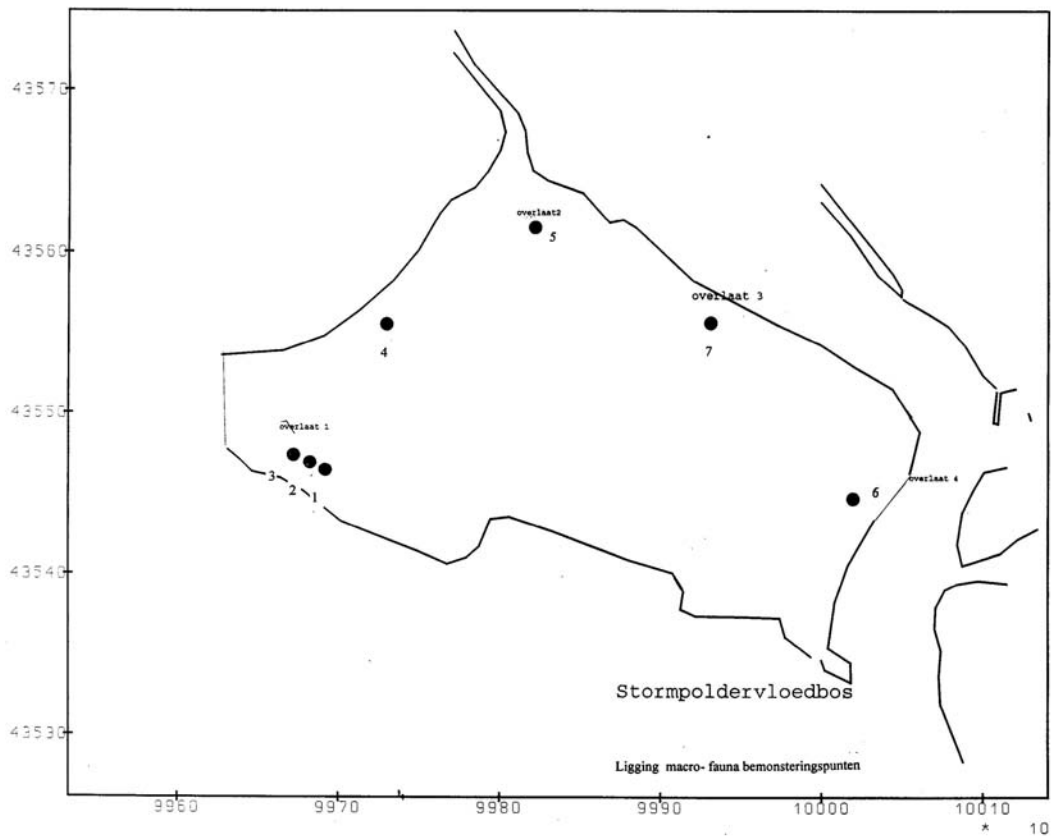 43570
overlaat2
5
43560
overlaat 3
4
7
43550
overlaat 1
3
2
1
6
overlaat 4
43540
Stormpoldervloedbos
43530
Ligging macro- fauna bemonsteringspunten
9960 9970 9980 9990 10000 10010
* 10